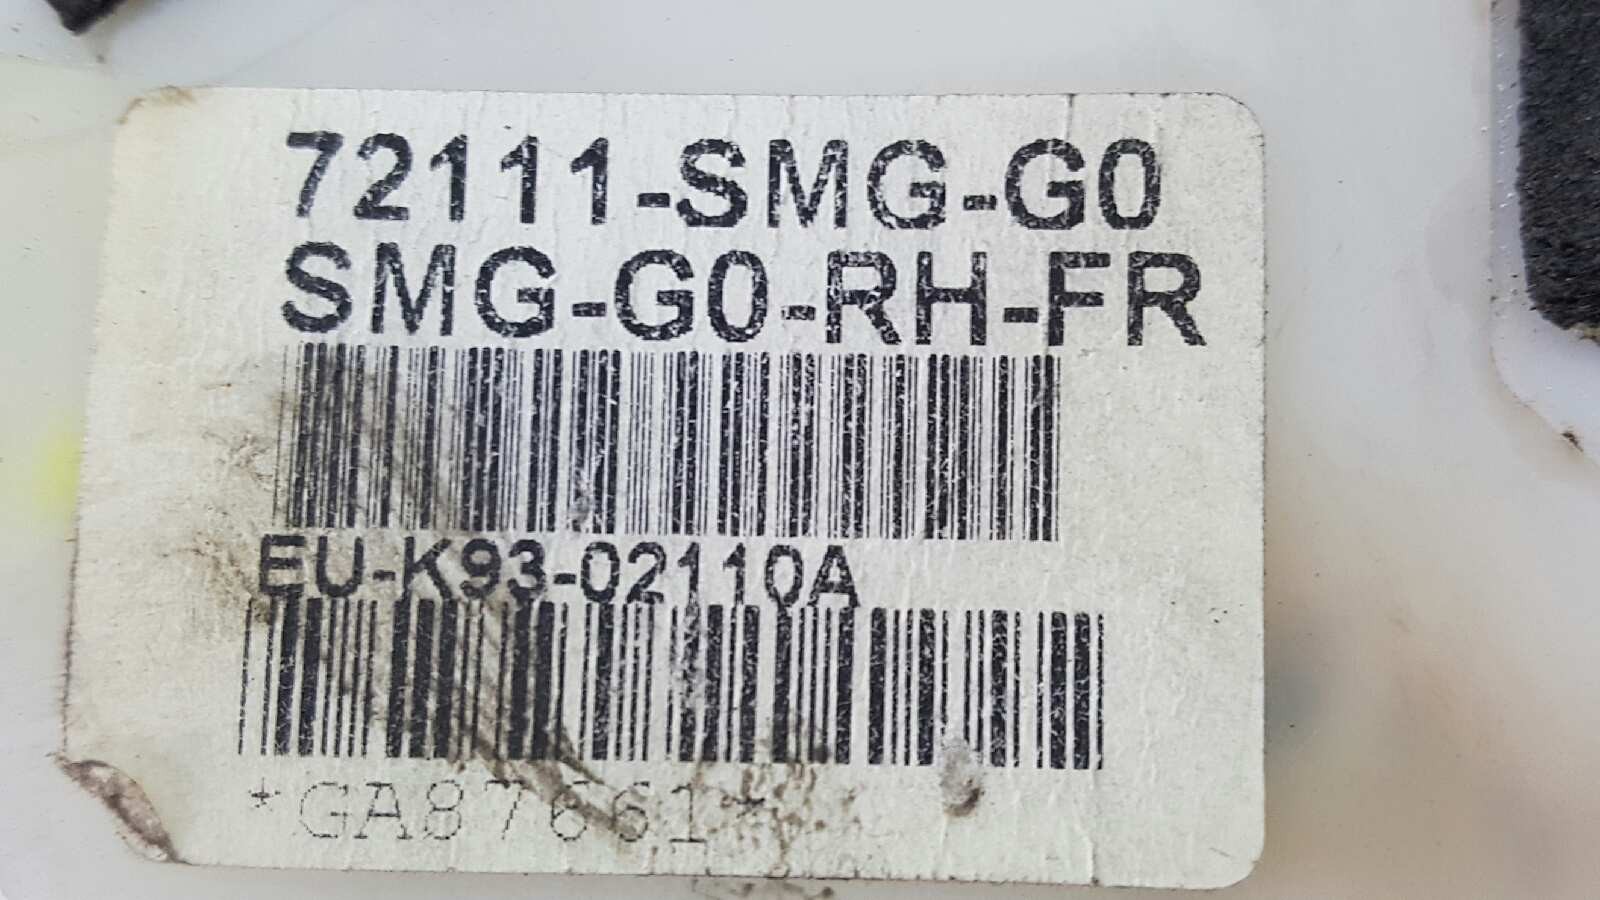 72111-SMG-G0
SMG-G0-RH-FR
EU-K93-02110A
*GA87661*